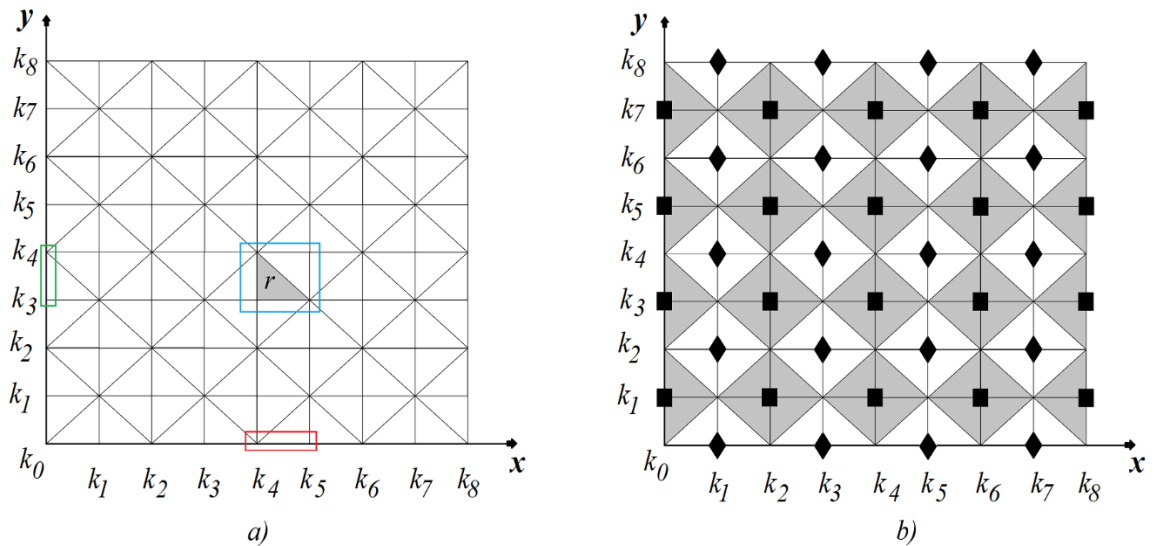 y
k₈
k₇
k₆
k₅
k₄
k₃
k₂
k₁
k₀
r
k₁ k₂ k₃ k₄ k₅ k₆ k₇ k₈
x
a)
y
k₈
k7
k₆
k₅
k₄
k₃
k₂
k₁
k₀
k₁ k₂ k₃ k₄ k₅ k₆ k₇ k₈
x
b)